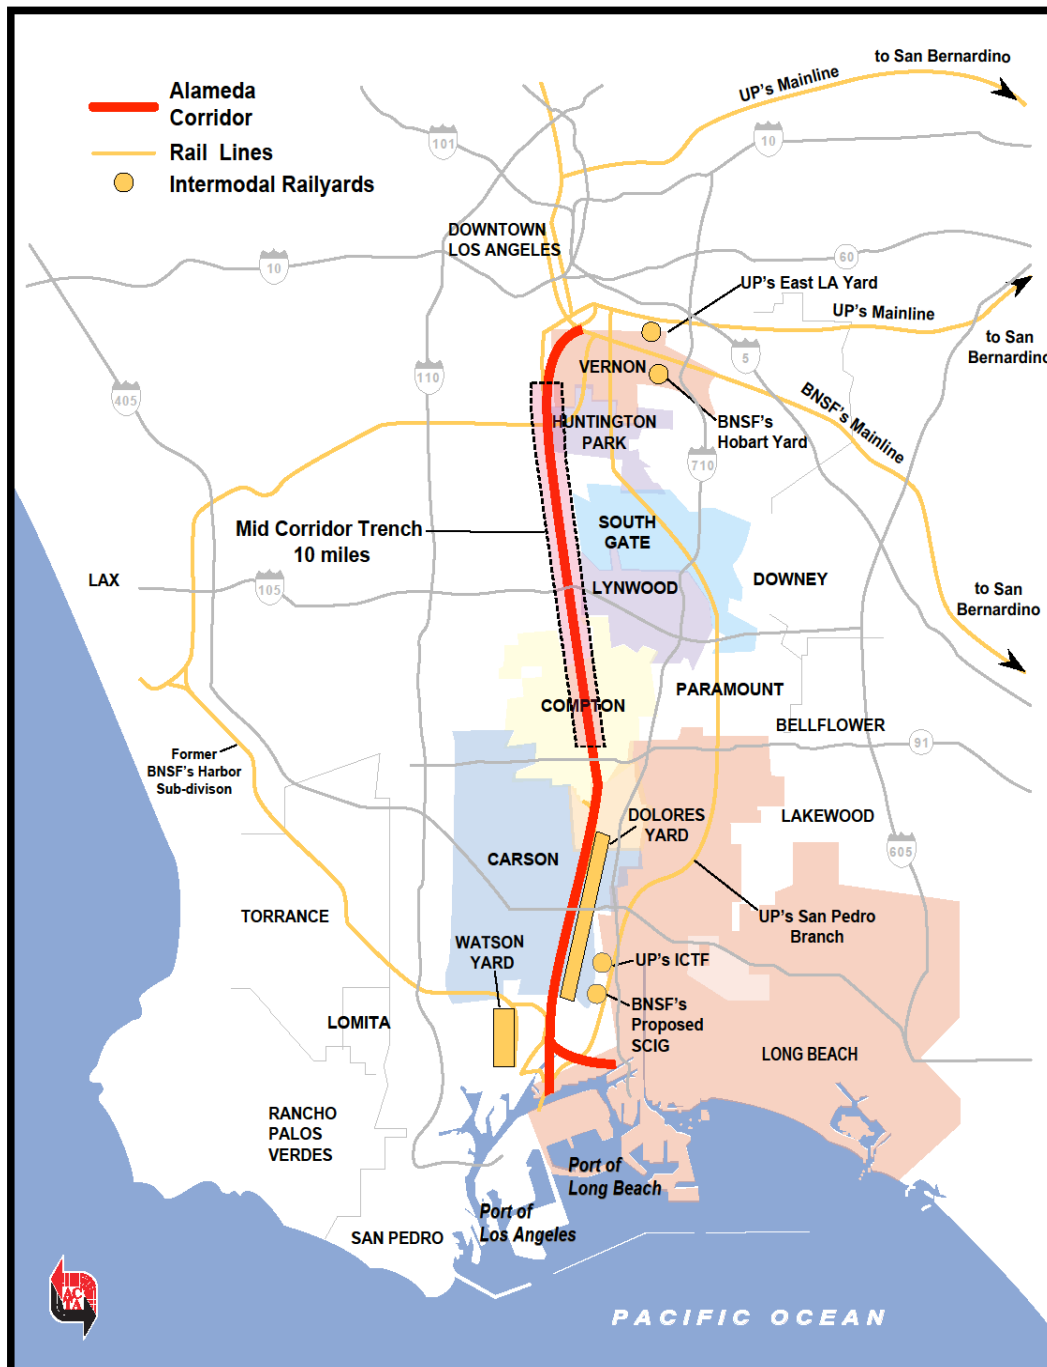 to San Bernardino
UP's Mainline
Alameda
Corridor
Rail Lines
Intermodal Railyards
101
10
DOWNTOWN
LOS ANGELES
10
60
UP's East LA Yard
UP's Mainline
to San
Bernardino
VERNON
5
110
405
BNSF's
Hobart Yard
BNSF's Mainline
HUNTINGTON
PARK
710
Mid Corridor Trench
10 miles
SOUTH
GATE
LAX
105
LYNWOOD
DOWNEY
to San
Bernardino
PARAMOUNT
COMPTON
BELLFLOWER
91
Former
BNSF's Harbor
Sub-divison
DOLORES
YARD
LAKEWOOD
CARSON
605
TORRANCE
UP's San Pedro
Branch
WATSON
YARD
UP's ICTF
BNSF's
Proposed
SCIG
LOMITA
LONG BEACH
RANCHO
PALOS
VERDES
Port of
Long Beach
Port of
Los Angeles
SAN PEDRO
AC
TA
PACIFIC OCEAN